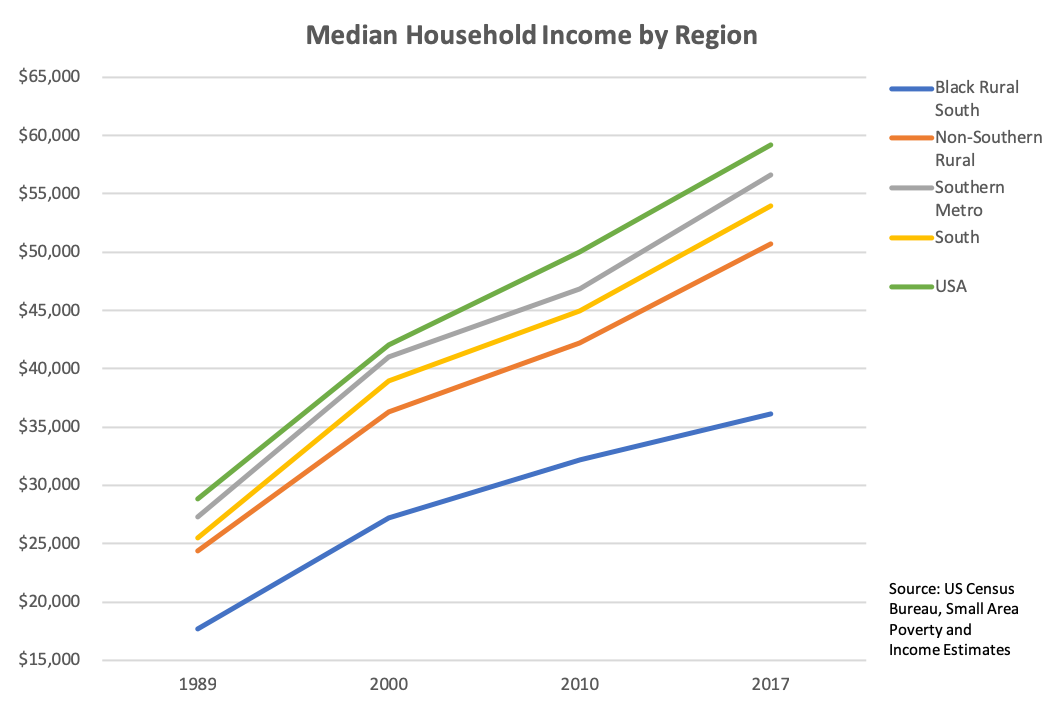 Median Household Income by Region
$65,000
$60,000
$55,000
$50,000
$45,000
$40,000
$35,000
$30,000
$25,000
$20,000
$15,000
1989
2000
2010
2017
Black Rural
South
Non-Southern
Rural
Southern
Metro
South
USA
Source: US Census
Bureau, Small Area
Poverty and
Income Estimates